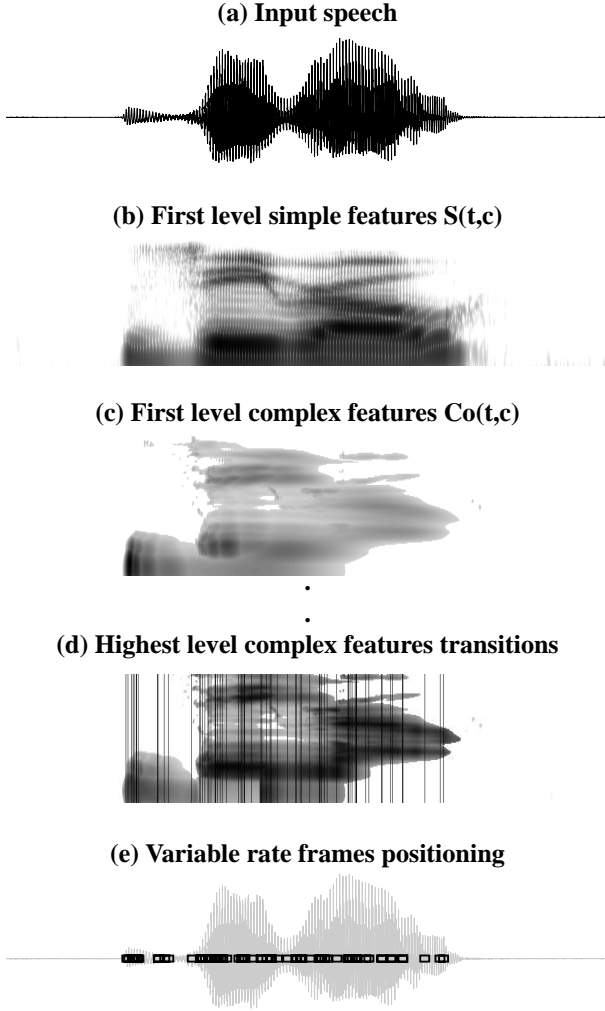 (a) Input speech
(b) First level simple features S(t,c)
(c) First level complex features Co(t,c)
(d) Highest level complex features transitions
(e) Variable rate frames positioning